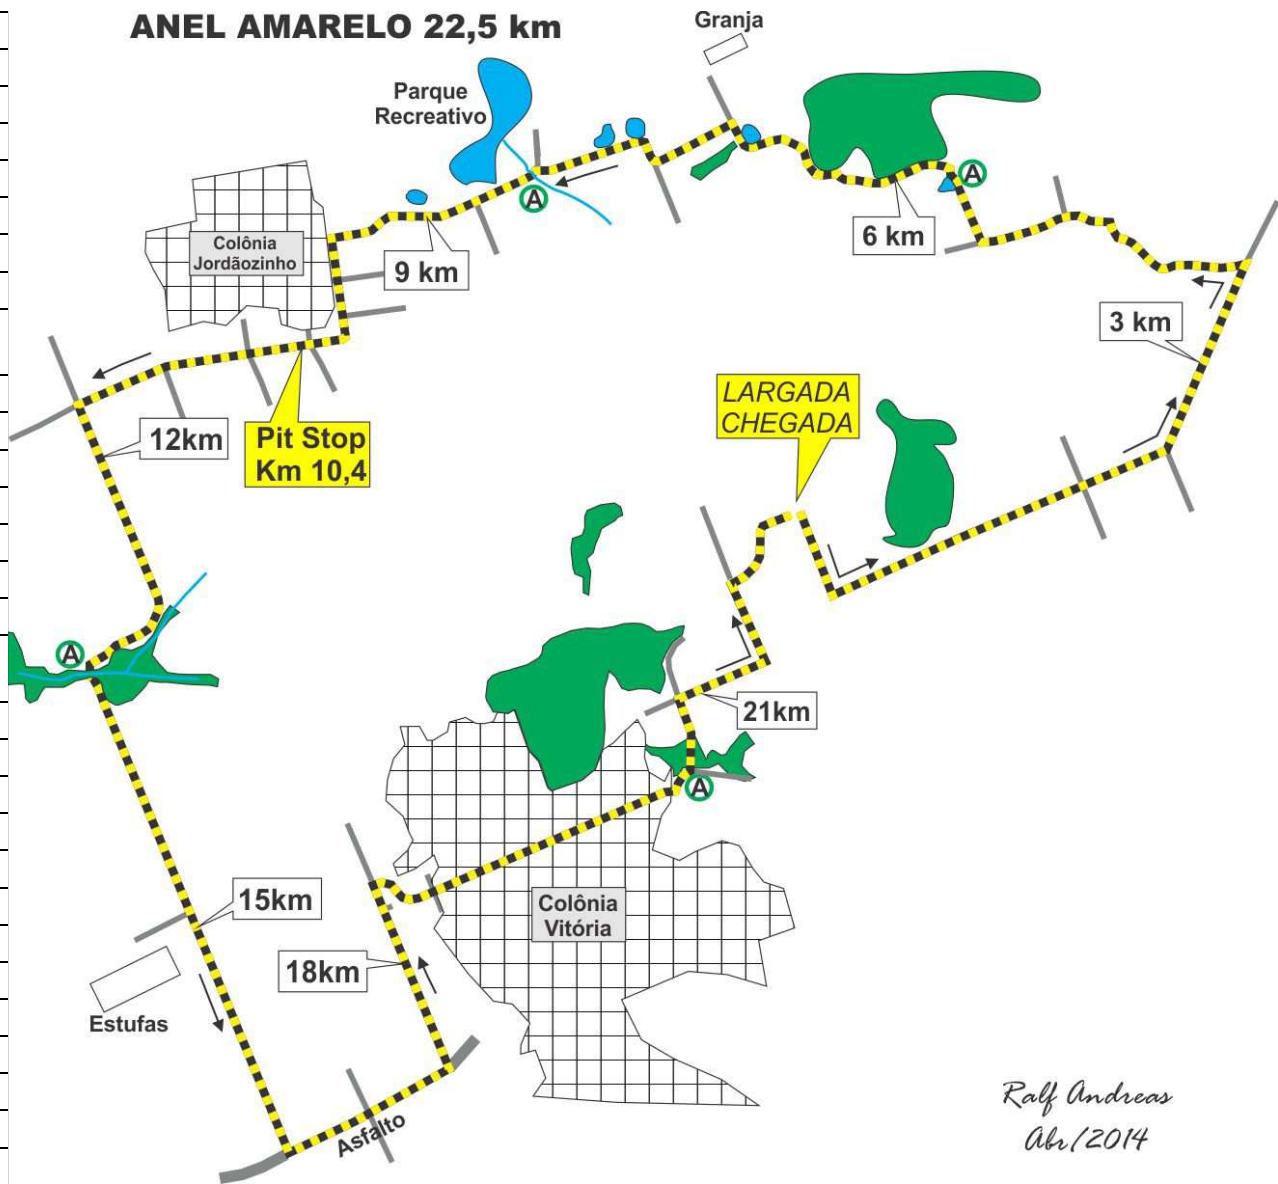 ANEL AMARELO 22,5 km
Granja
Parque
Recreativo
A
A
Colônia
Jordãozinho
9 km
6 km
3 km
LARGADA
CHEGADA
12km
Pit Stop
Km 10,4
A
21km
A
15km
Colônia
Vitória
18km
Estufas
Asfalto
Ralf Andreas
Abr/2014